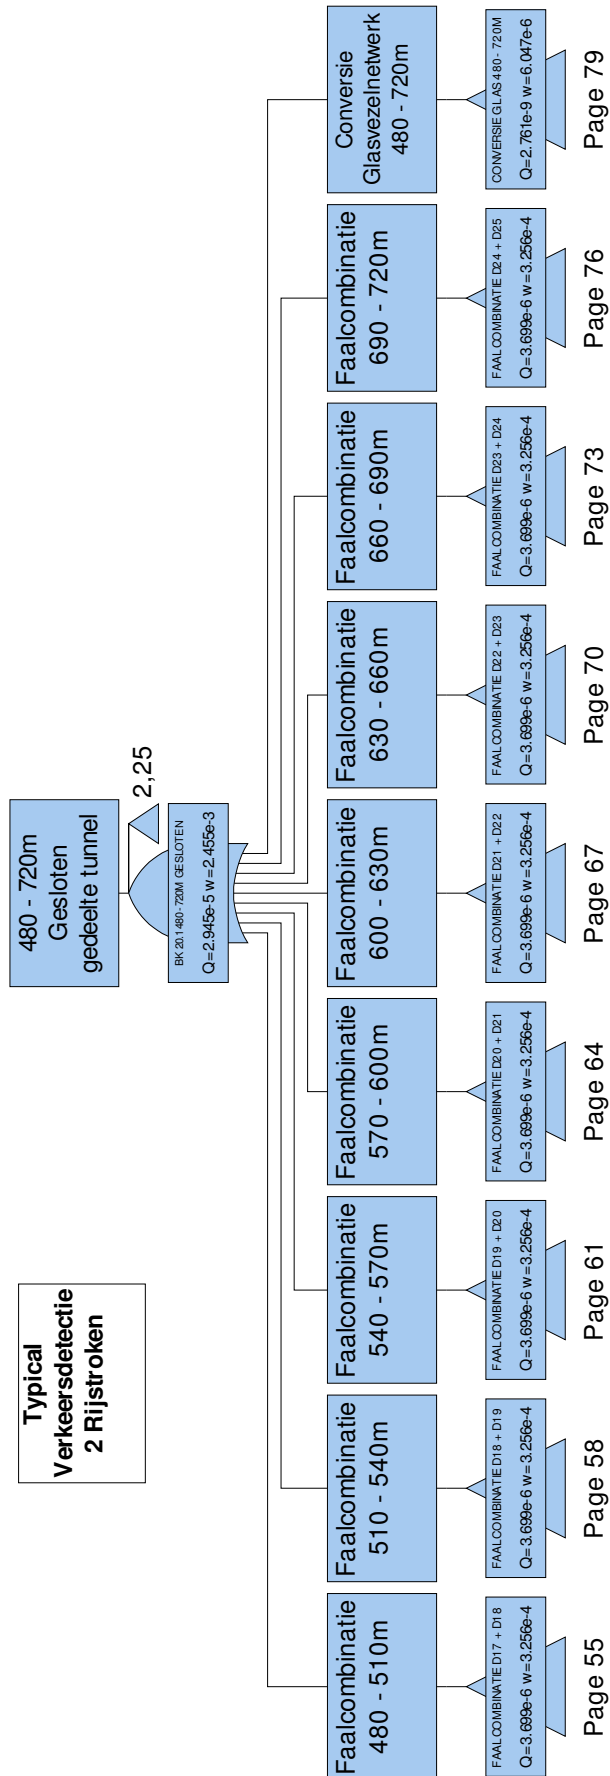 Typical
Verkeersdetectie
2 Rijstroken
480 - 720m
Gesloten
gedeelte tunnel
2,25
BK 20.1 480 - 720M GESLOTEN
Q=2.945e-5 w=2.455e-3
Faalcombinatie
480 - 510m
FAALCOMBINATIE D17 + D18
Q=3.699e-6 w=3.256e-4
Page 55
Faalcombinatie
510 - 540m
FAALCOMBINATIE D18 + D19
Q=3.699e-6 w=3.256e-4
Page 58
Faalcombinatie
540 - 570m
FAALCOMBINATIE D19 + D20
Q=3.699e-6 w=3.256e-4
Page 61
Faalcombinatie
570 - 600m
FAALCOMBINATIE D20 + D21
Q=3.699e-6 w=3.256e-4
Page 64
Faalcombinatie
600 - 630m
FAALCOMBINATIE D21 + D22
Q=3.699e-6 w=3.256e-4
Page 67
Faalcombinatie
630 - 660m
FAALCOMBINATIE D22 + D23
Q=3.699e-6 w=3.256e-4
Page 70
Faalcombinatie
660 - 690m
FAALCOMBINATIE D23 + D24
Q=3.699e-6 w=3.256e-4
Page 73
Faalcombinatie
690 - 720m
FAALCOMBINATIE D24 + D25
Q=3.699e-6 w=3.256e-4
Page 76
Conversie
Glasvezelnetwerk
480 - 720m
CONVERSIE GLAS 480 - 720M
Q=2.761e-9 w=6.047e-6
Page 79